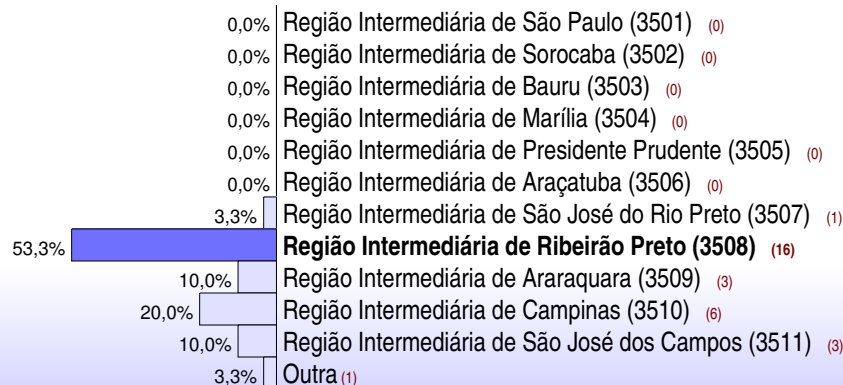 0,0% Região Intermediária de São Paulo (3501) (0)
0,0% Região Intermediária de Sorocaba (3502) (0)
0,0% Região Intermediária de Bauru (3503) (0)
0,0% Região Intermediária de Marília (3504) (0)
0,0% Região Intermediária de Presidente Prudente (3505) (0)
0,0% Região Intermediária de Araçatuba (3506) (0)
3,3% Região Intermediária de São José do Rio Preto (3507) (1)
53,3% Região Intermediária de Ribeirão Preto (3508) (16)
10,0% Região Intermediária de Araraquara (3509) (3)
20,0% Região Intermediária de Campinas (3510) (6)
10,0% Região Intermediária de São José dos Campos (3511) (3)
3,3% Outra (1)